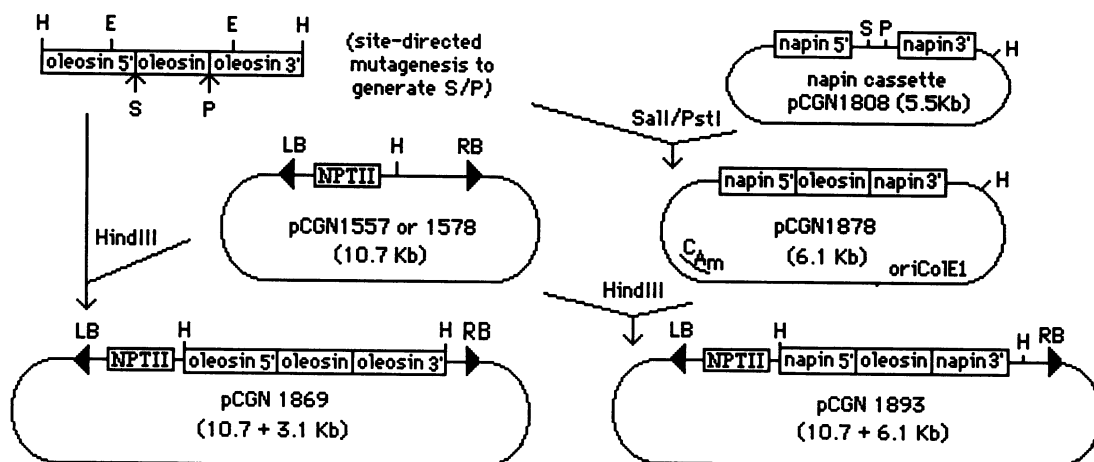 H E E H
oleosin 5' oleosin oleosin 3'
S P
(site-directed
mutagenesis to
generate S/P)
S P
napin 5' napin 3'
H
napin cassette
pCGN1808 (5.5Kb)
SalI/PstI
LB H RB
NPTII
pCGN1557 or 1578
(10.7 Kb)
HindIII
napin 5' oleosin napin 3'
H
pCGN1878
(6.1 Kb)
CAm
oriColE1
HindIII
LB H H RB
NPTII oleosin 5' oleosin oleosin 3'
pCGN 1869
(10.7 + 3.1 Kb)
LB H H RB
NPTII napin 5' oleosin napin 3'
pCGN 1893
(10.7 + 6.1 Kb)